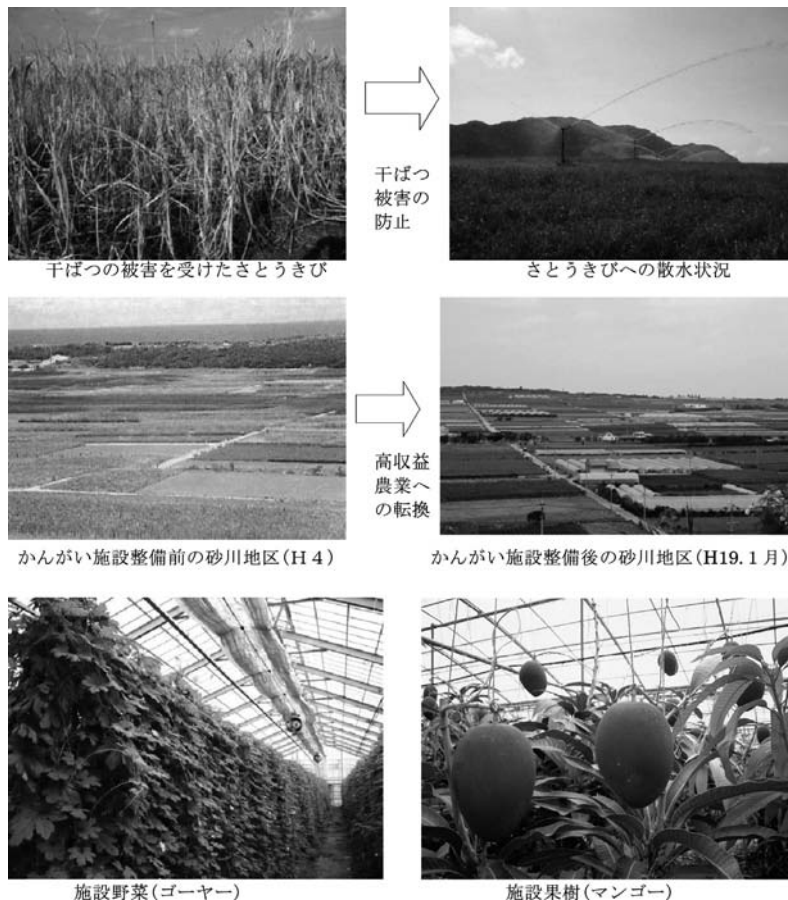 干ばつ
被害の
防止
干ばつの被害を受けたさとうきび
さとうきびへの散水状況
高収益
農業へ
の転換
かんがい施設整備前の砂川地区(H4)
かんがい施設整備後の砂川地区(H19.1月)
施設野菜(ゴーヤー)
施設果樹(マンゴー)